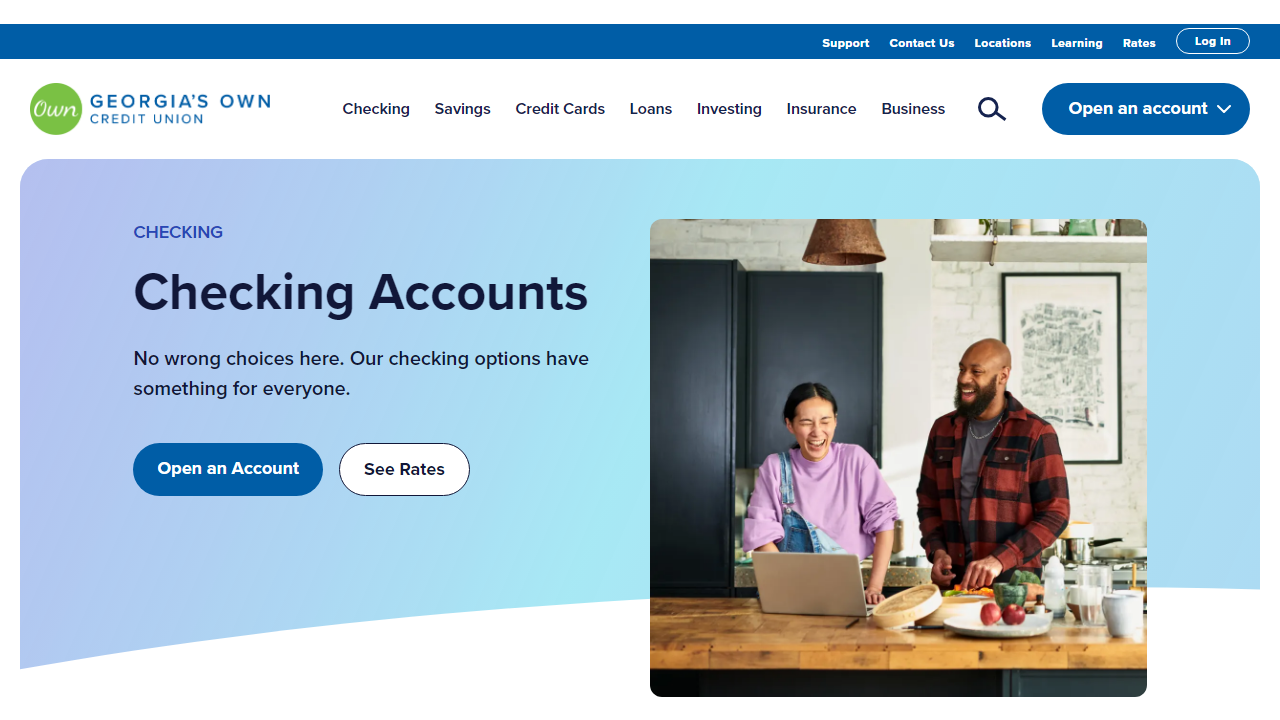 Support Contact Us Locations Learning Rates Log In
Own GEORGIA'S OWN
CREDIT UNION
Checking Savings Credit Cards Loans Investing Insurance Business Open an account
CHECKING
Checking Accounts
No wrong choices here. Our checking options have
something for everyone.
Open an Account See Rates